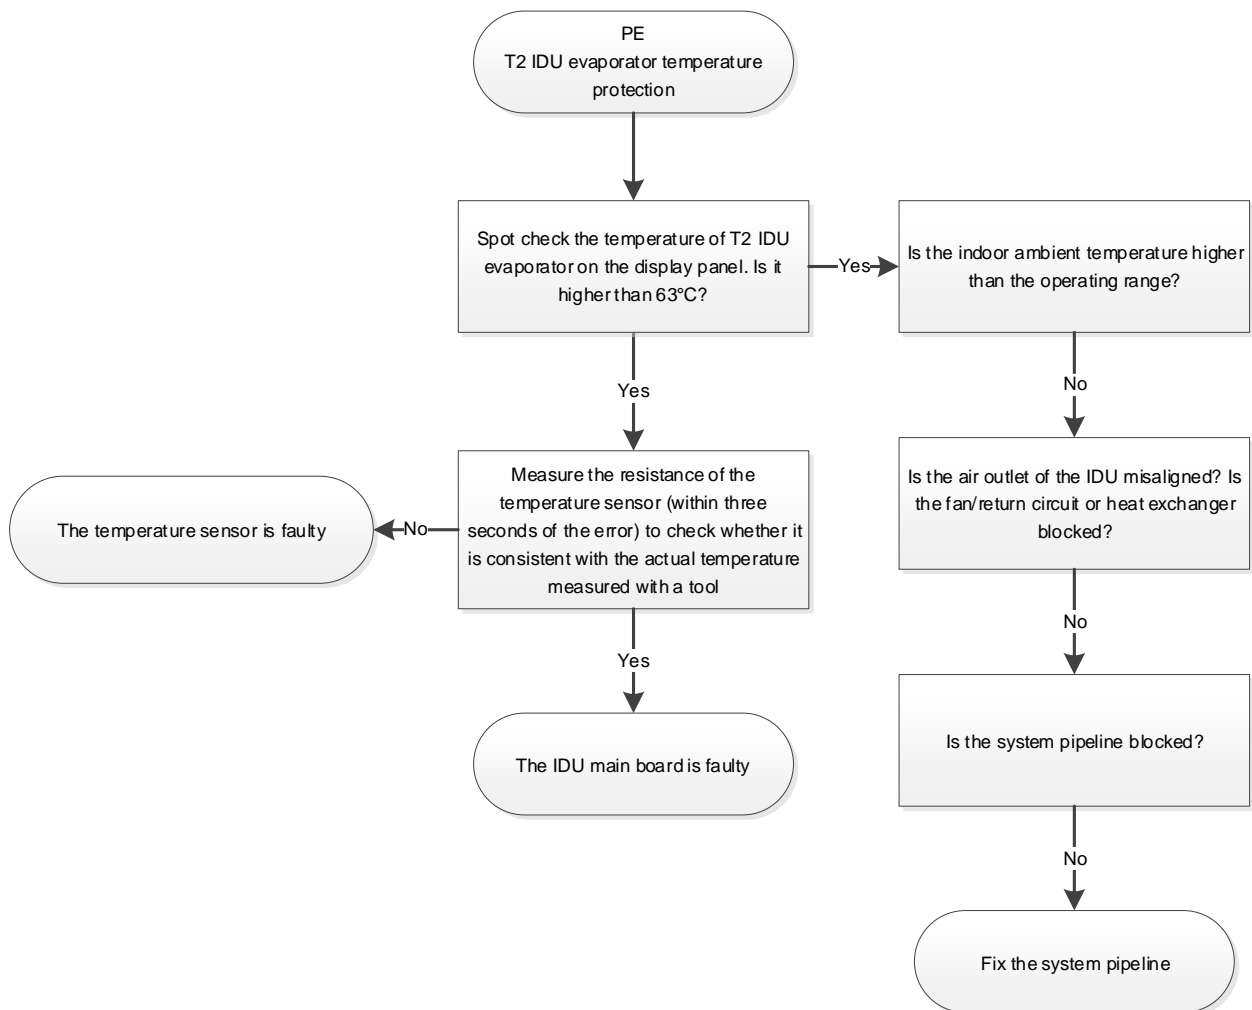 PE
T2 IDU evaporator temperature
protection
Spot check the temperature of T2 IDU
evaporator on the display panel. Is it
higher than 63°C?
Yes
Is the indoor ambient temperature higher
than the operating range?
Yes
No
Measure the resistance of the
temperature sensor (within three
seconds of the error) to check whether it
is consistent with the actual temperature
measured with a tool
No
The temperature sensor is faulty
Is the air outlet of the IDU misaligned? Is
the fan/return circuit or heat exchanger
blocked?
No
Yes
The IDU main board is faulty
Is the system pipeline blocked?
No
Fix the system pipeline